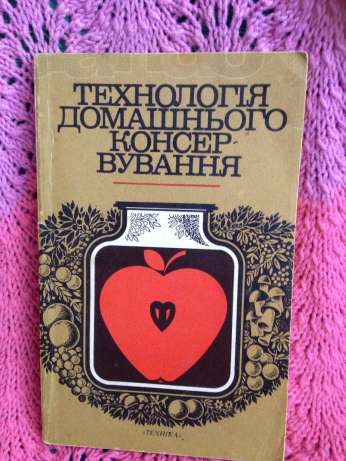 ТЕХНОЛОГІЯ
ДОМАШНЬОГО
КОНСЕР
ВУВАННЯ
«ТЕХНІКА»